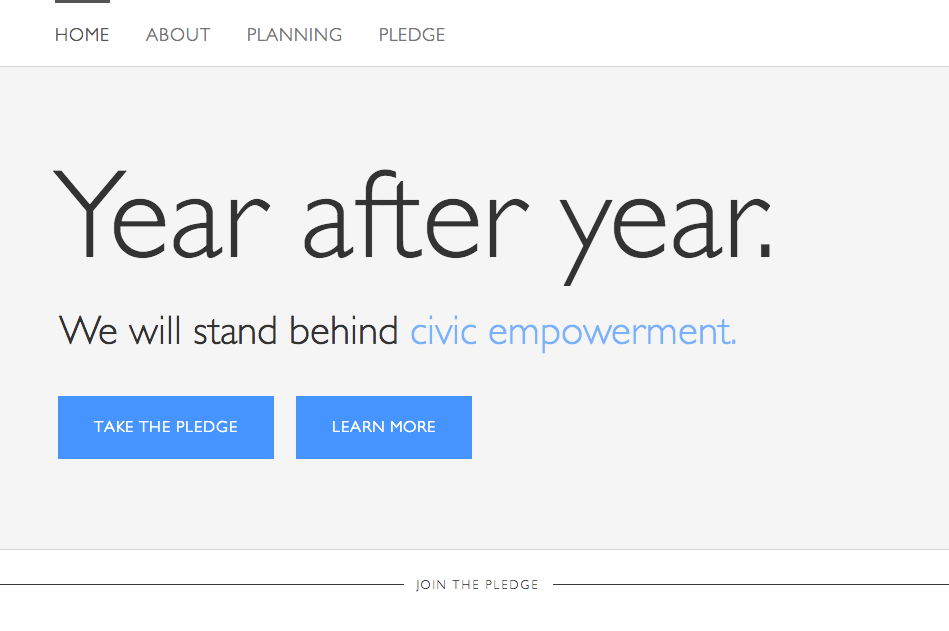 HOME ABOUT PLANNING PLEDGE
Year after year.
We will stand behind civic empowerment.
TAKE THE PLEDGE LEARN MORE
JOIN THE PLEDGE